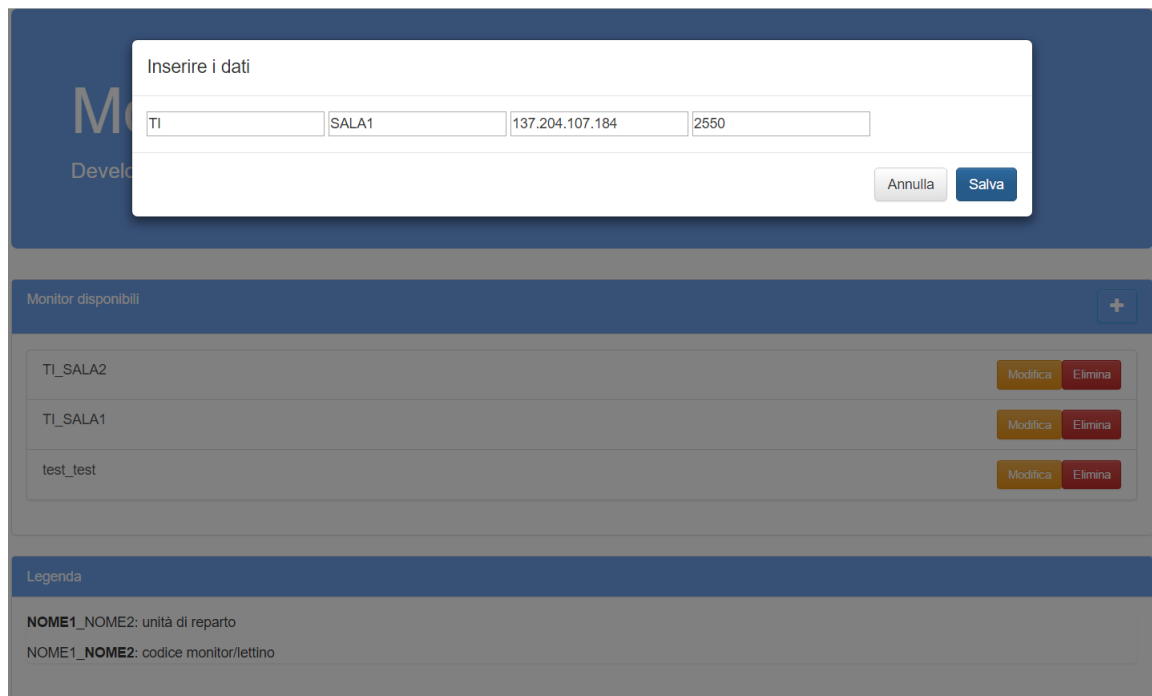 Inserire i dati
TI SALA1 137.204.107.184 2550
Annulla Salva
Monitor disponibili
TI_SALA2 Modifica Elimina
TI_SALA1 Modifica Elimina
test_test Modifica Elimina
Legenda
NOME1_NOME2: unità di reparto
NOME1_NOME2: codice monitor/lettino